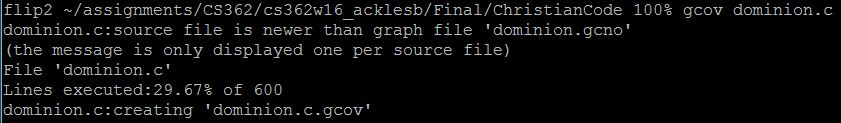 flip2 ~/assignments/CS362/cs362w16_acklesb/Final/ChristianCode 100% gcov dominion.c
dominion.c:source file is newer than graph file 'dominion.gcno'
(the message is only displayed one per source file)
File 'dominion.c'
Lines executed:29.67% of 600
dominion.c:creating 'dominion.c.gcov'